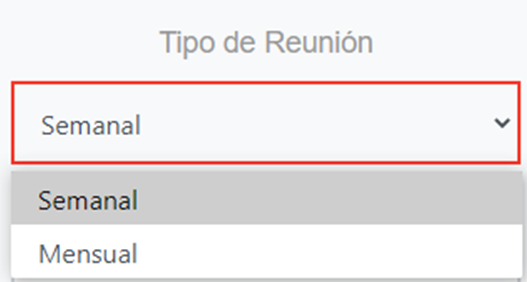 Tipo de Reunión
Semanal
Semanal
Mensual